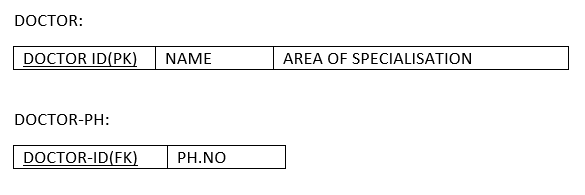 DOCTOR:
DOCTOR ID(PK) NAME AREA OF SPECIALISATION
DOCTOR-PH:
DOCTOR-ID(FK) PH.NO